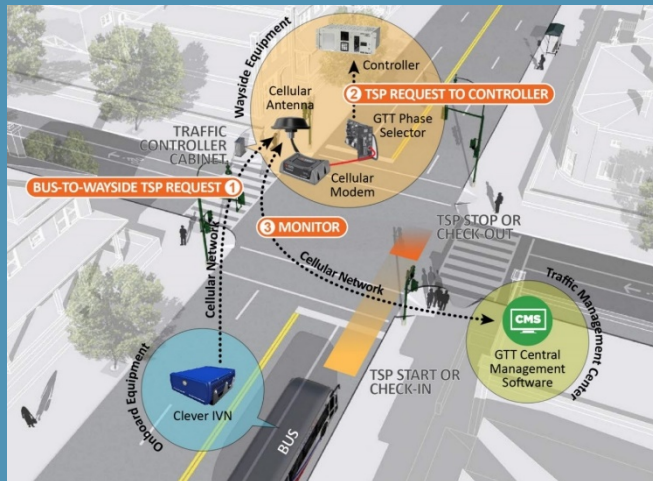 Wayside Equipment
Controller
Cellular
Antenna
2 TSP REQUEST TO CONTROLLER
GTT Phase
Selector
TRAFFIC
CONTROLLER
CABINET
Cellular
Modem
BUS-TO-WAYSIDE TSP REQUEST 1
3 MONITOR
TSP STOP OR
CHECK-OUT
Cellular Network
Cellular Network
Traffic Management Center
CMS
GTT Central
Management
Software
TSP START OR
CHECK-IN
Onboard Equipment
Clever IVN
BUS